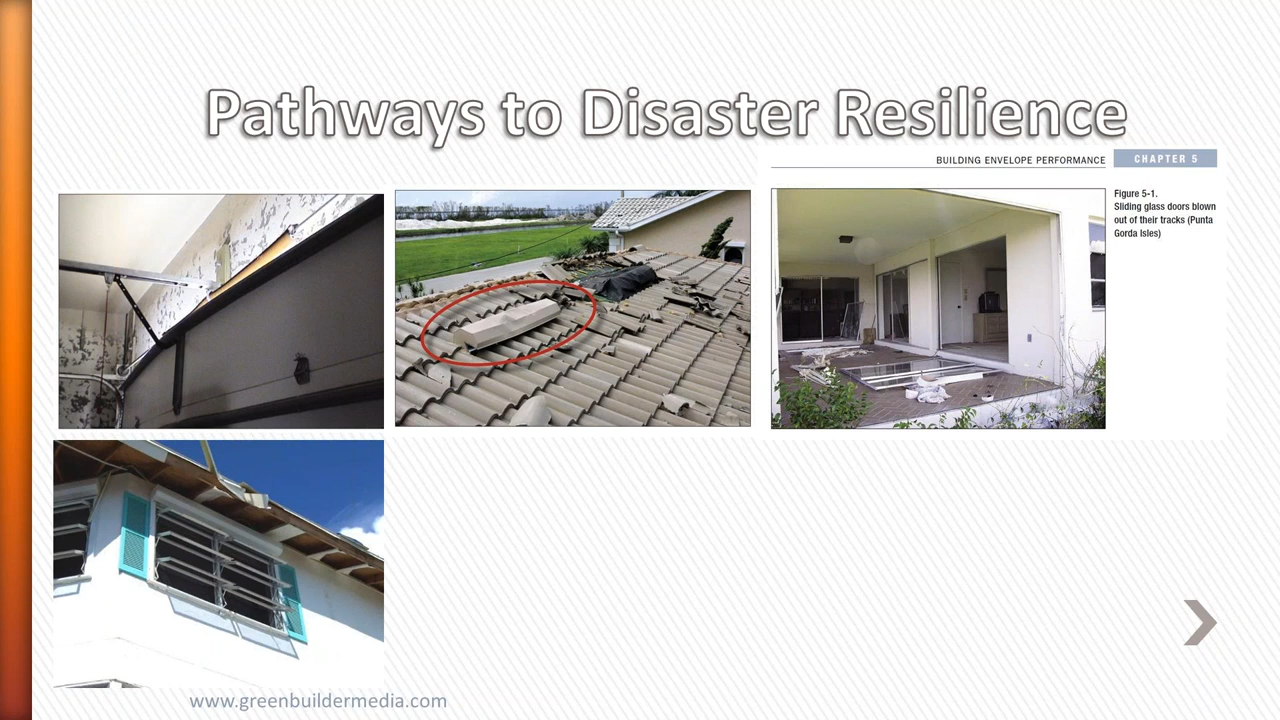 Pathways to Disaster Resilience
BUILDING ENVELOPE PERFORMANCE
CHAPTER 5
Figure 5-1.
Sliding glass doors blown
out of their tracks (Punta
Gorda Isles)
www.greenbuildermedia.com